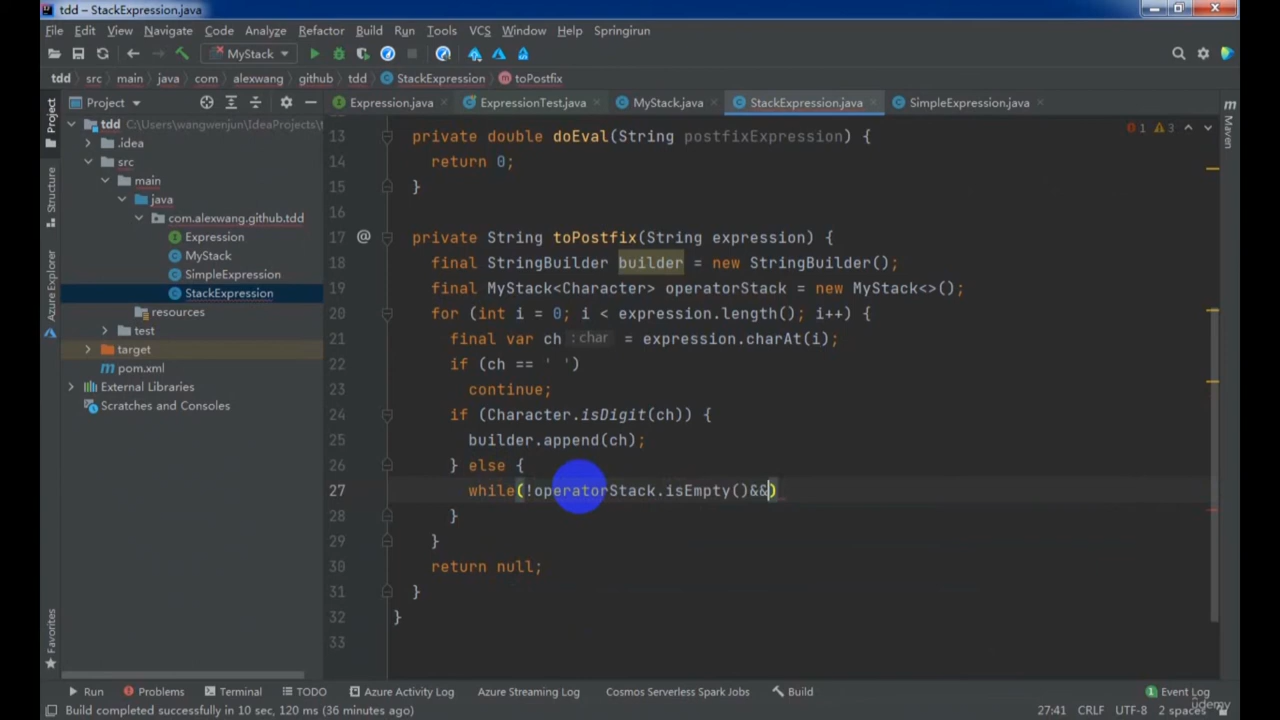 tdd – StackExpression.java
File Edit View Navigate Code Analyze Refactor Build Run Tools VCS Window Help Springirun
MyStack
tdd src main java com alexwang github tdd StackExpression toPostfix
Project
Expression.java ExpressionTest.java MyStack.java StackExpression.java SimpleExpression.java
tdd C:\Users\wangwenjun\IdeaProjects\t
.idea
src
main
java
com.alexwang.github.tdd
Expression
MyStack
SimpleExpression
StackExpression
resources
test
target
pom.xml
External Libraries
Scratches and Consoles
Project
Structure
Azure Explorer
Favorites
Maven
1 3
13 private double doEval(String postfixExpression) {
14 return 0;
15 }
16
17 @ private String toPostfix(String expression) {
18 final StringBuilder builder = new StringBuilder();
19 final MyStack<Character> operatorStack = new MyStack<>();
20 for (int i = 0; i < expression.length(); i++) {
21 final var ch : char = expression.charAt(i);
22 if (ch == ' ')
23 continue;
24 if (Character.isDigit(ch)) {
25 builder.append(ch);
26 } else {
27 while(!operatorStack.isEmpty()&&)
28 }
29 }
30 return null;
31 }
32 }
33
Run Problems Terminal TODO Azure Activity Log Azure Streaming Log Cosmos Serverless Spark Jobs Build 1 Event Log
Build completed successfully in 10 sec, 120 ms (36 minutes ago) 27:41 CRLF UTF-8 2 spaces
udemy